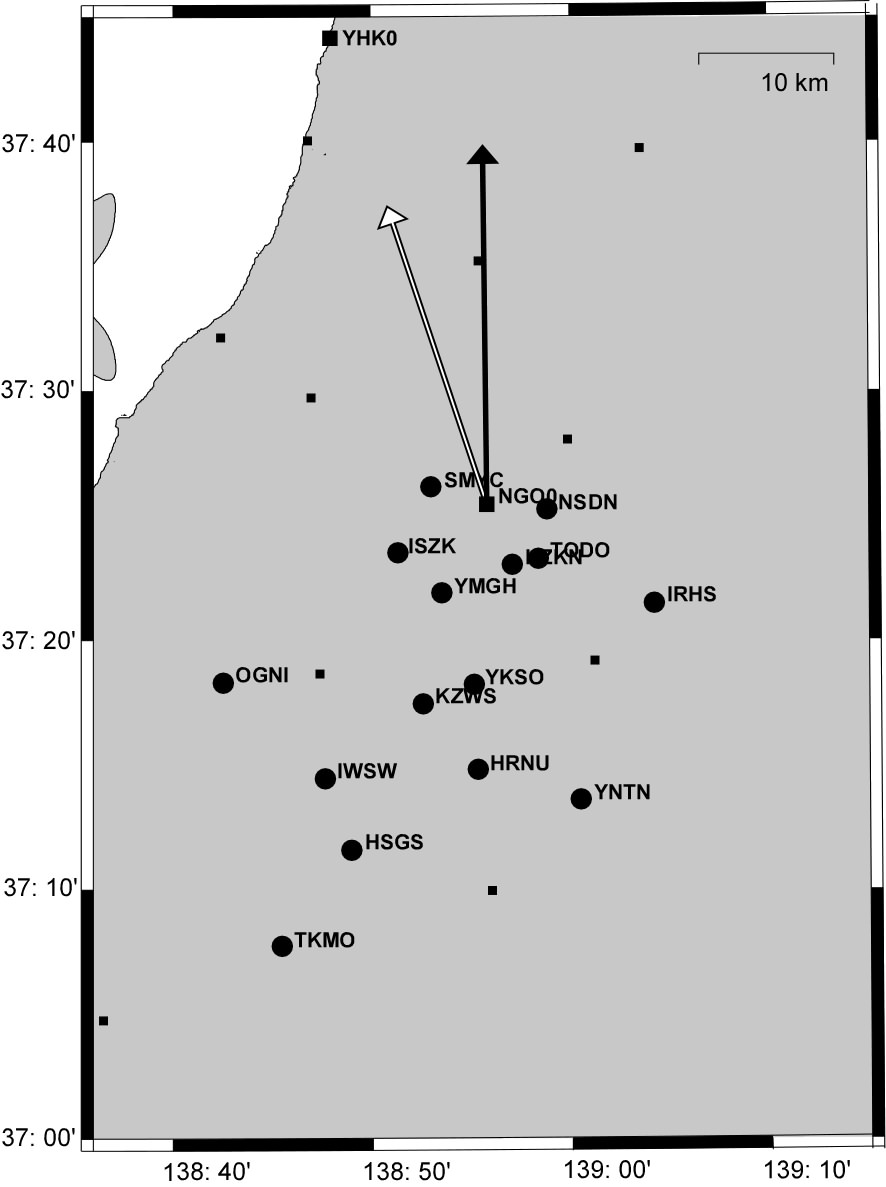 YHK0
10 km
37: 40'
37: 30'
NGO0
NSDN
ISZK
TODO
YMGH
IRHS
37: 20'
OGNI
YKSO
KZWS
HRNU
IWSW
YNTN
HSGS
37: 10'
TKMO
37: 00'
138: 40'
138: 50'
139: 00'
139: 10'